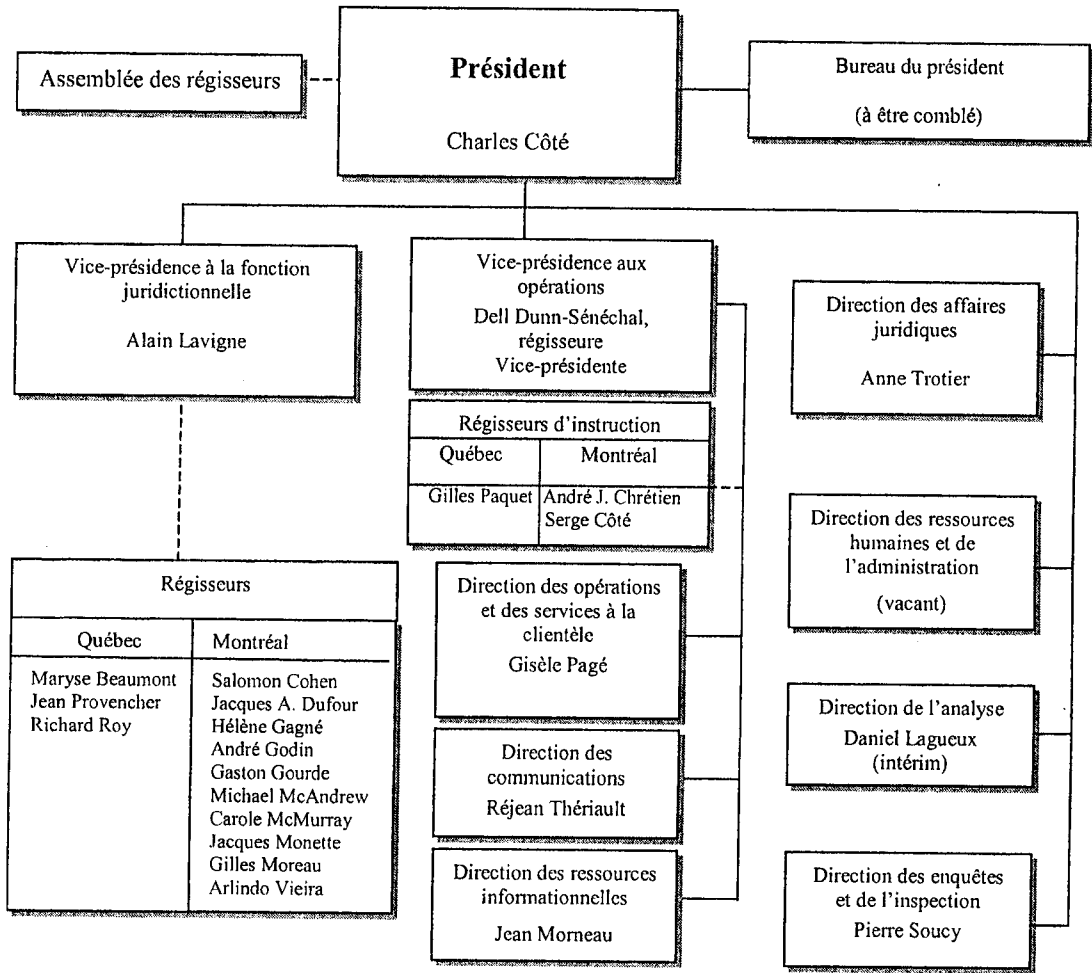 Assemblée des régisseurs
Président
Charles Côté
Bureau du président
(à être comblé)
Vice-présidence à la fonction
juridictionnelle
Alain Lavigne
Régisseurs
Québec
Maryse Beaumont
Jean Provencher
Richard Roy
Montréal
Salomon Cohen
Jacques A. Dufour
Hélène Gagné
André Godin
Gaston Gourde
Michael McAndrew
Carole McMurray
Jacques Monette
Gilles Moreau
Arlindo Vieira
Vice-présidence aux
opérations
Dell Dunn-Sénéchal,
régisseure
Vice-présidente
Régisseurs d'instruction
Québec
Gilles Paquet
Montréal
André J. Chrétien
Serge Côté
Direction des opérations
et des services à la
clientèle
Gisèle Pagé
Direction des
communications
Réjean Thériault
Direction des ressources
informationnelles
Jean Morneau
Direction des affaires
juridiques
Anne Trotier
Direction des ressources
humaines et de
l'administration
(vacant)
Direction de l'analyse
Daniel Lagueux
(intérim)
Direction des enquêtes
et de l'inspection
Pierre Soucy